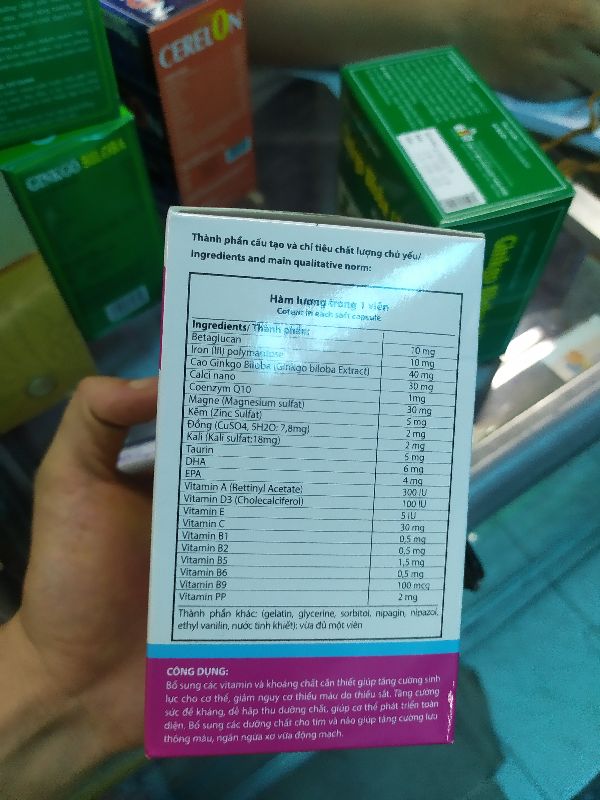 CERELON
GINKGO BILOBA
Thành phần cấu tạo và chỉ tiêu chất lượng chủ yếu/
ingredients and main qualitative norm:
Hàm lượng trong 1 viên
Cotent in each soft capsule
Ingredients/ Thành phần:
Betaglucan 10 mg
Iron (III) polymaltose 10 mg
Cao Ginkgo Biloba (Ginkgo biloba Extract) 40 mg
Calci nano 30 mg
Coenzym Q10 1mg
Magne (Magnesium sulfat) 30 mg
Kẽm (Zinc Sulfat) 5 mg
Đồng (CuSO4, 5H2O: 7,8mg) 2 mg
Kali (Kali sulfat:18mg) 2 mg
Taurin 5 mg
DHA 6 mg
EPA 4 mg
Vitamin A (Rettinyl Acetate) 300 IU
Vitamin D3 (Cholecalciferol) 100 IU
Vitamin E 5 IU
Vitamin C 30 mg
Vitamin B1 0,5 mg
Vitamin B2 0,5 mg
Vitamin B5 1,5 mg
Vitamin B6 0,5 mg
Vitamin B9 100 mcg
Vitamin PP 2 mg
Thành phần khác: (gelatin, glycerine, sorbitol, nipagin, nipazol,
ethyl vanilin, nước tinh khiết): vừa đủ một viên
CÔNG DỤNG:
Bổ sung các vitamin và khoáng chất cần thiết giúp tăng cường sinh
lực cho cơ thể, giảm nguy cơ thiếu máu do thiếu sắt. Tăng cường
sức đề kháng, dễ hấp thu dưỡng chất, giúp cơ thể phát triển toàn
diện. Bổ sung các dưỡng chất cho tim và não giúp tăng cường lưu
thông máu, ngăn ngừa xơ vữa động mạch.